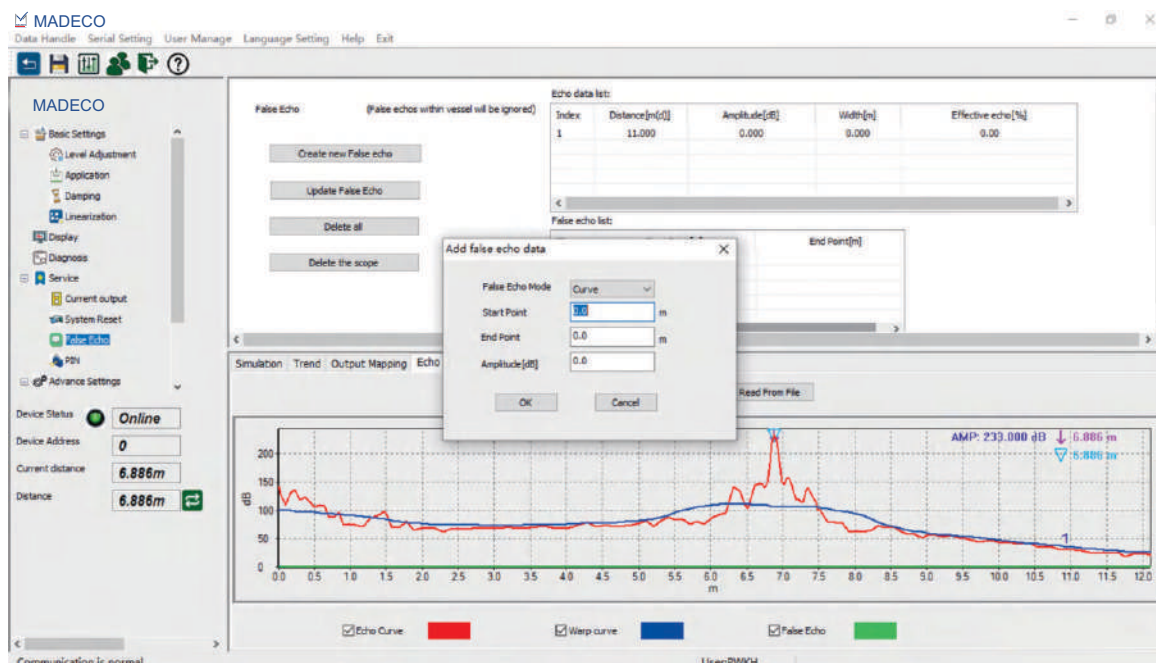 MADECO
Data Handle Serial Setting User Manage Language Setting Help Exit
MADECO
Basic Settings
Level Adjustment
Application
Damping
Linearization
Display
Diagnosis
Service
Current output
System Reset
False Echo
PIN
Advance Settings
Device Status Online
Device Address 0
Current distance 6.886m
Distance 6.886m
Communication is normal
False Echo (False echos within vessel will be ignored)
Create new False echo
Update False Echo
Delete all
Delete the scope
Echo data list:
Index Distance[m(d)] Amplitude[dB] Width[m] Effective echo[%]
1 11.000 0.000 0.000 0.00
False echo list:
End Point[m]
Add false echo data
False Echo Mode Curve
Start Point 0.0 m
End Point 0.0 m
Amplitude[dB] 0.0
OK Cancel
Simulation Trend Output Mapping Echo
Read From File
AMP: 233.000 dB 6.886 m
6.886 m
200
150
100
50
0
dB
1
0.0 0.5 1.0 1.5 2.0 2.5 3.0 3.5 4.0 4.5 5.0 5.5 6.0 6.5 7.0 7.5 8.0 8.5 9.0 9.5 10.0 10.5 11.0 11.5 12.0
m
Echo Curve Warp curve False Echo
User:PWKH